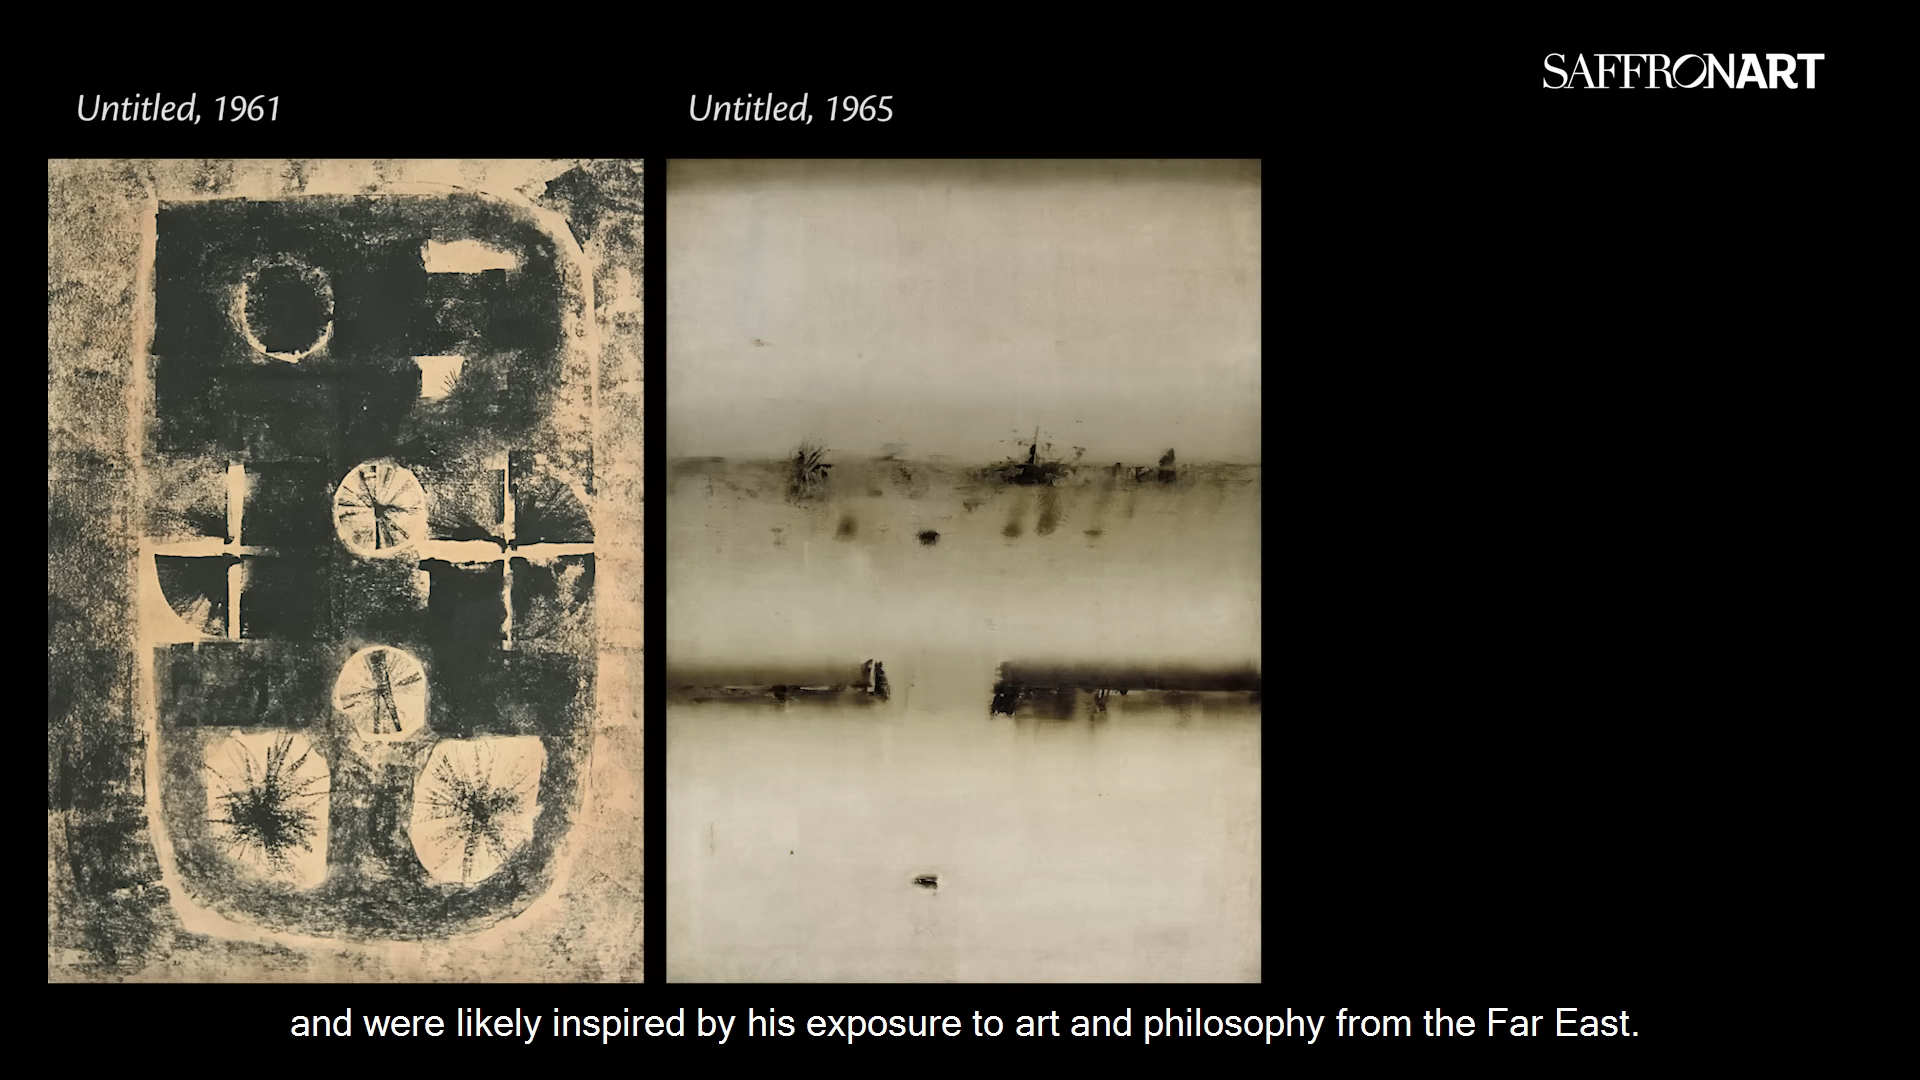 SAFFRONART
Untitled, 1961
Untitled, 1965
and were likely inspired by his exposure to art and philosophy from the Far East.